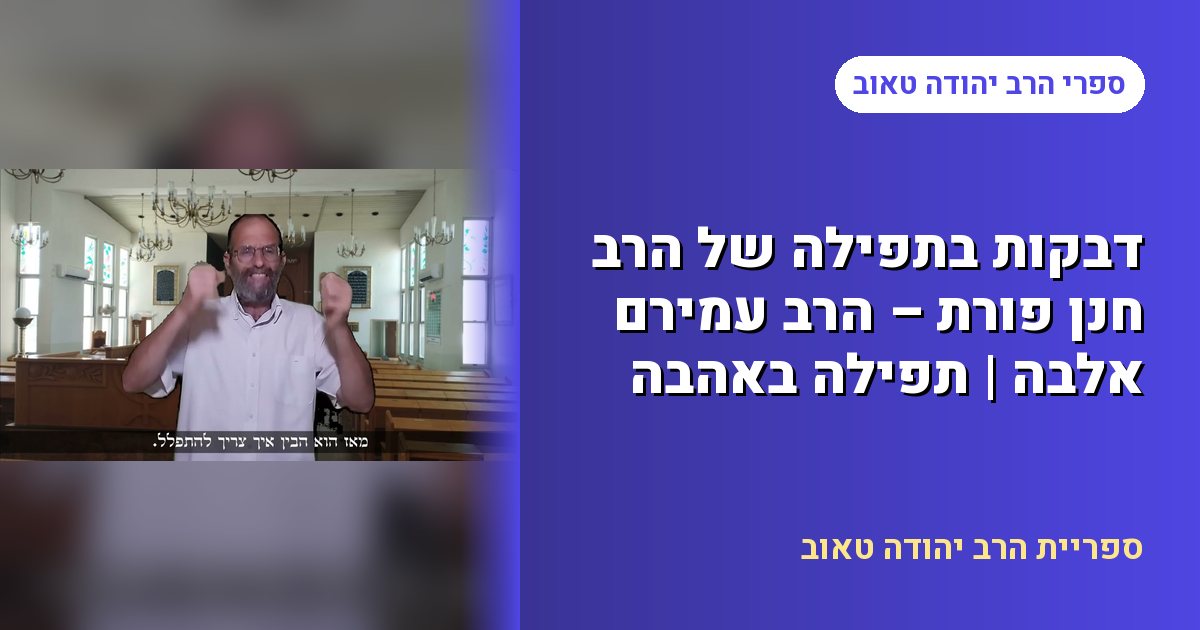 ספרי הרב יהודה טאוב
דבקות בתפילה של הרב
חנן פורת – הרב עמירם
אלבה | תפילה באהבה
מאז הוא הבין איך צריך להתפלל.
ספריית הרב יהודה טאוב